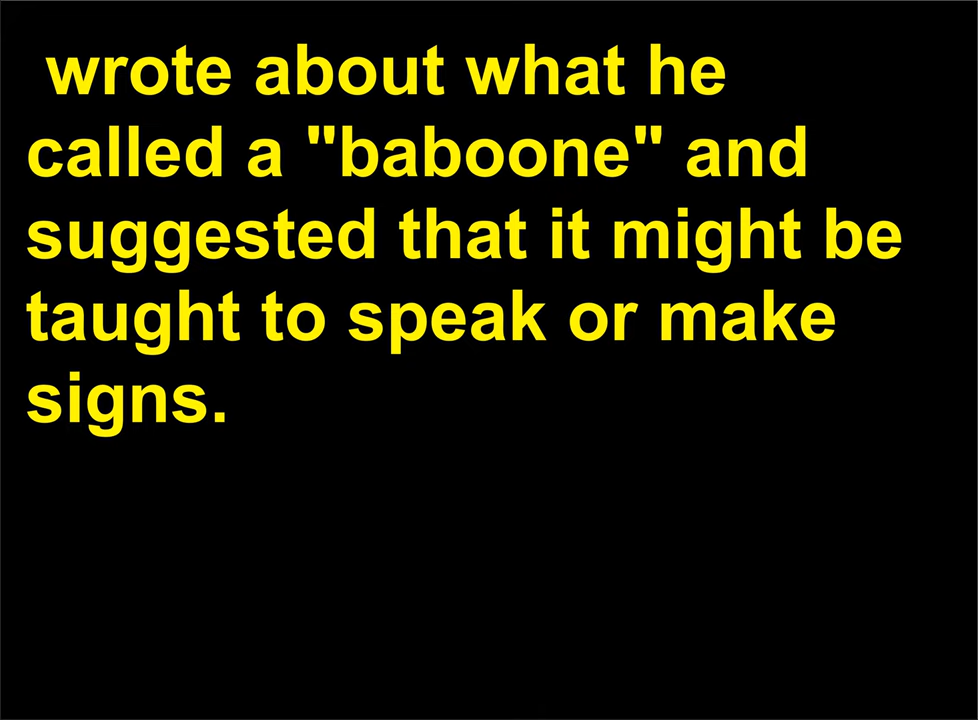 wrote about what he
called a "baboone" and
suggested that it might be
taught to speak or make
signs.